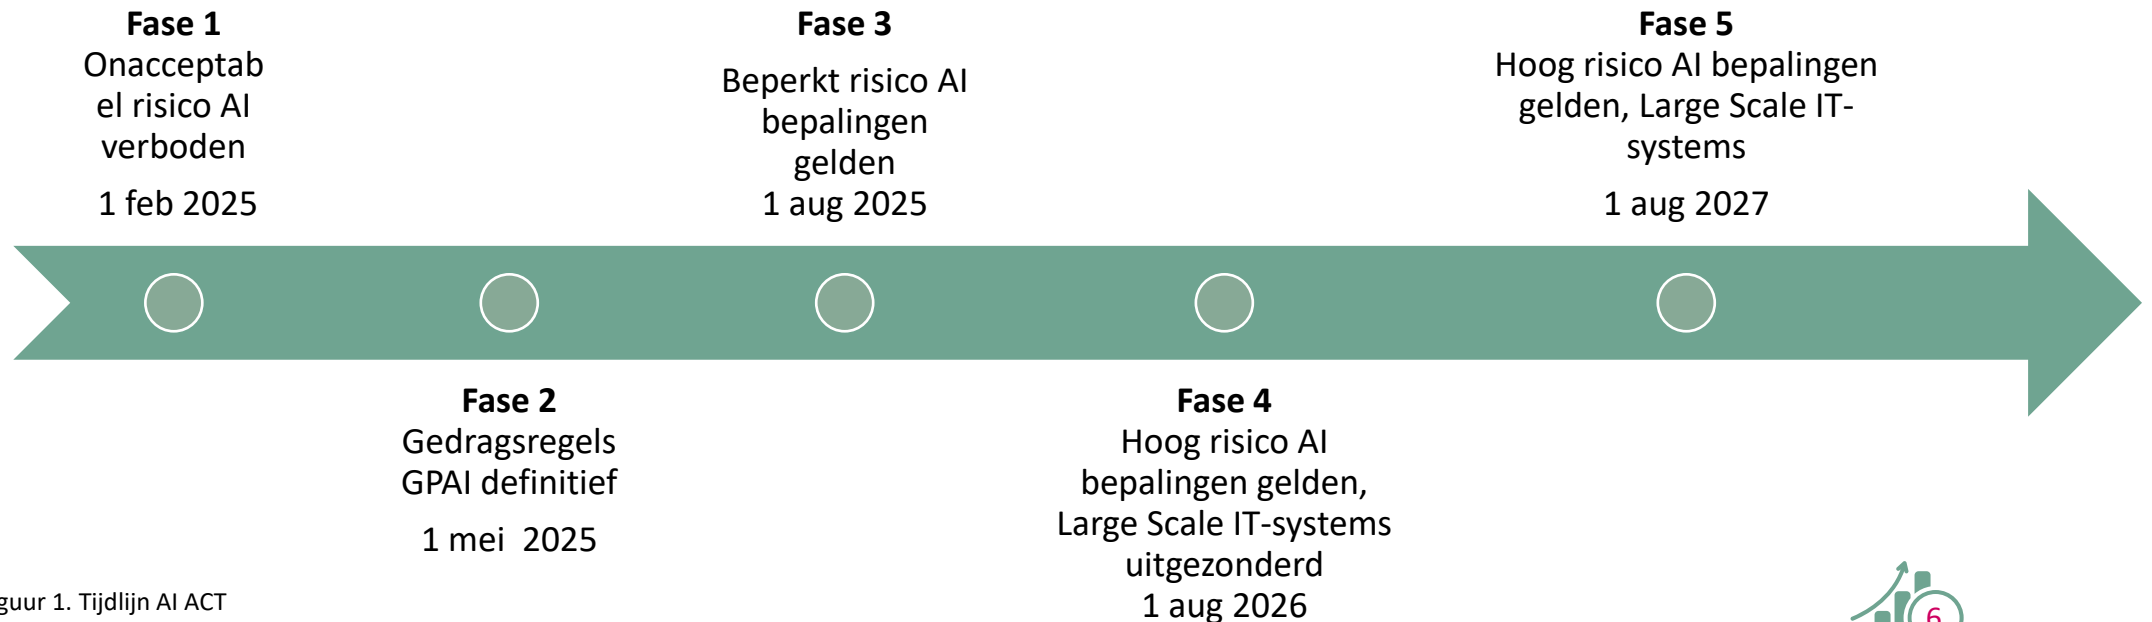 Fase 1
Onacceptab
el risico AI
verboden
1 feb 2025
Fase 2
Gedragsregels
GPAI definitief
1 mei 2025
Fase 3
Beperkt risico AI
bepalingen
gelden
1 aug 2025
Fase 4
Hoog risico AI
bepalingen gelden,
Large Scale IT-systems
uitgezonderd
1 aug 2026
Fase 5
Hoog risico AI bepalingen
gelden, Large Scale IT-
systems
1 aug 2027
guur 1. Tijdlijn AI ACT
6